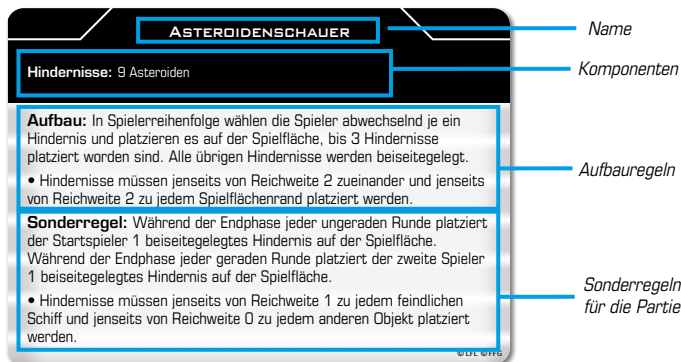 ASTEROIDENSCHAUER
Name
Hindernisse: 9 Asteroiden
Komponenten
Aufbau: In Spielerreihenfolge wählen die Spieler abwechselnd je ein
Hindernis und platzieren es auf der Spielfläche, bis 3 Hindernisse
platziert worden sind. Alle übrigen Hindernisse werden beiseitegelegt.
• Hindernisse müssen jenseits von Reichweite 2 zueinander und jenseits
von Reichweite 2 zu jedem Spielflächenrand platziert werden.
Aufbauregeln
Sonderregel: Während der Endphase jeder ungeraden Runde platziert
der Startspieler 1 beiseitegelegtes Hindernis auf der Spielfläche.
Während der Endphase jeder geraden Runde platziert der zweite Spieler
1 beiseitegelegtes Hindernis auf der Spielfläche.
• Hindernisse müssen jenseits von Reichweite 1 zu jedem feindlichen
Schiff und jenseits von Reichweite 0 zu jedem anderen Objekt platziert
werden.
Sonderregeln
für die Partie
© LFL © FFG